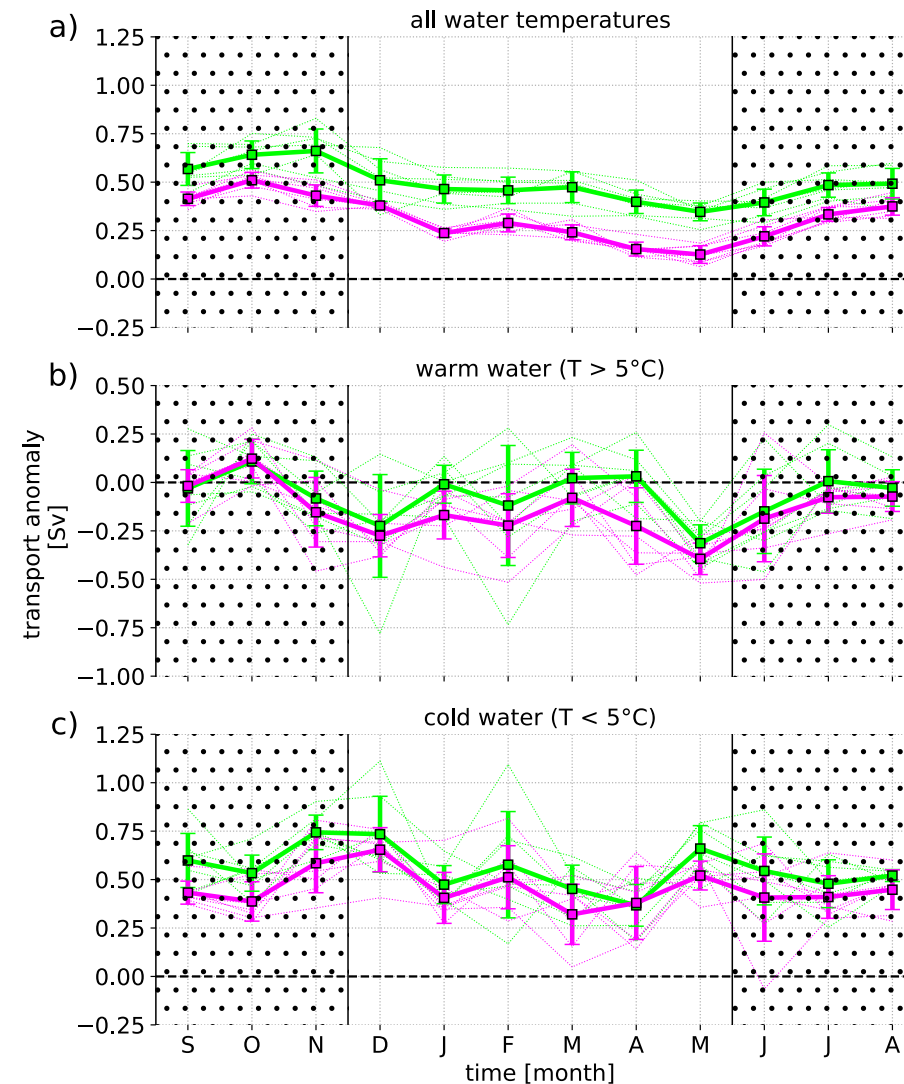 a)
all water temperatures
1.25
1.00
0.75
0.50
0.25
0.00
−0.25
b)
warm water (T > 5°C)
0.50
0.25
0.00
−0.25
−0.50
−0.75
−1.00
transport anomaly
[Sv]
c)
cold water (T < 5°C)
1.25
1.00
0.75
0.50
0.25
0.00
−0.25
S O N D J F M A M J J A
time [month]